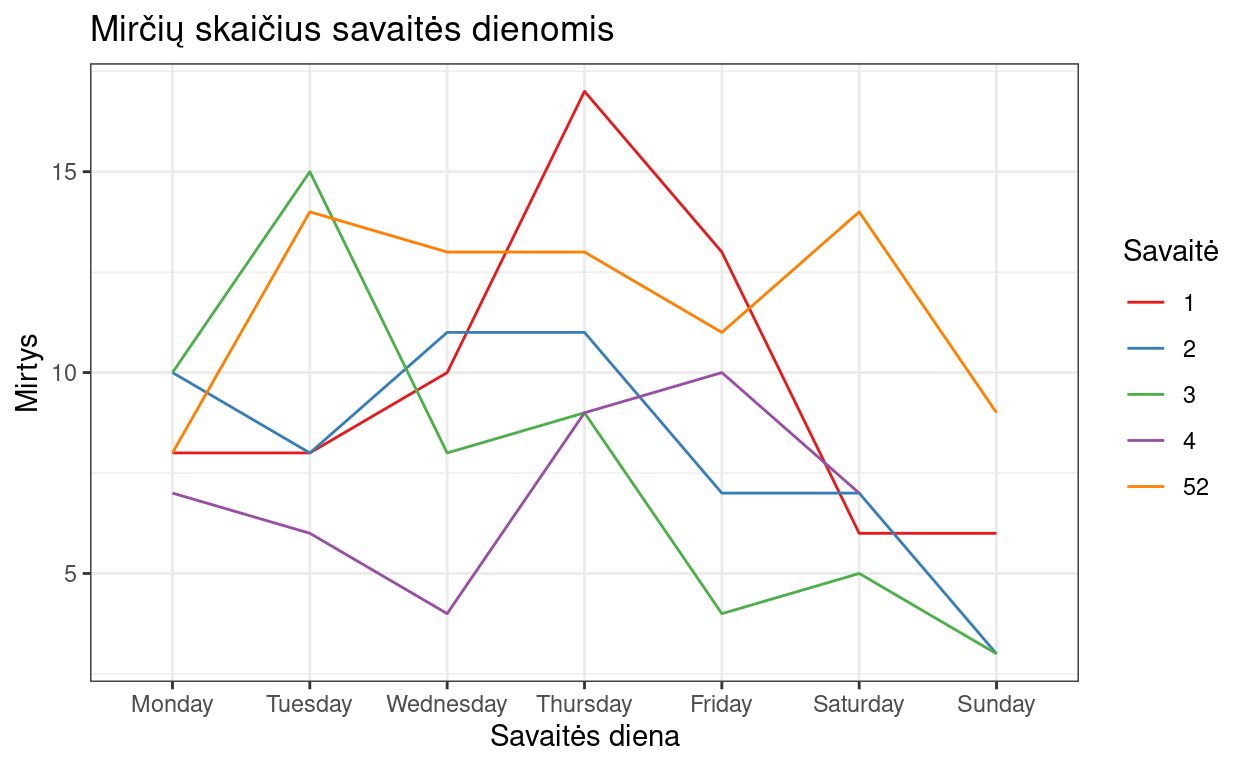 Mirčių skaičius savaitės dienomis
Mirtys
15
10
5
Monday Tuesday Wednesday Thursday Friday Saturday Sunday
Savaitės diena
Savaitė
1
2
3
4
52